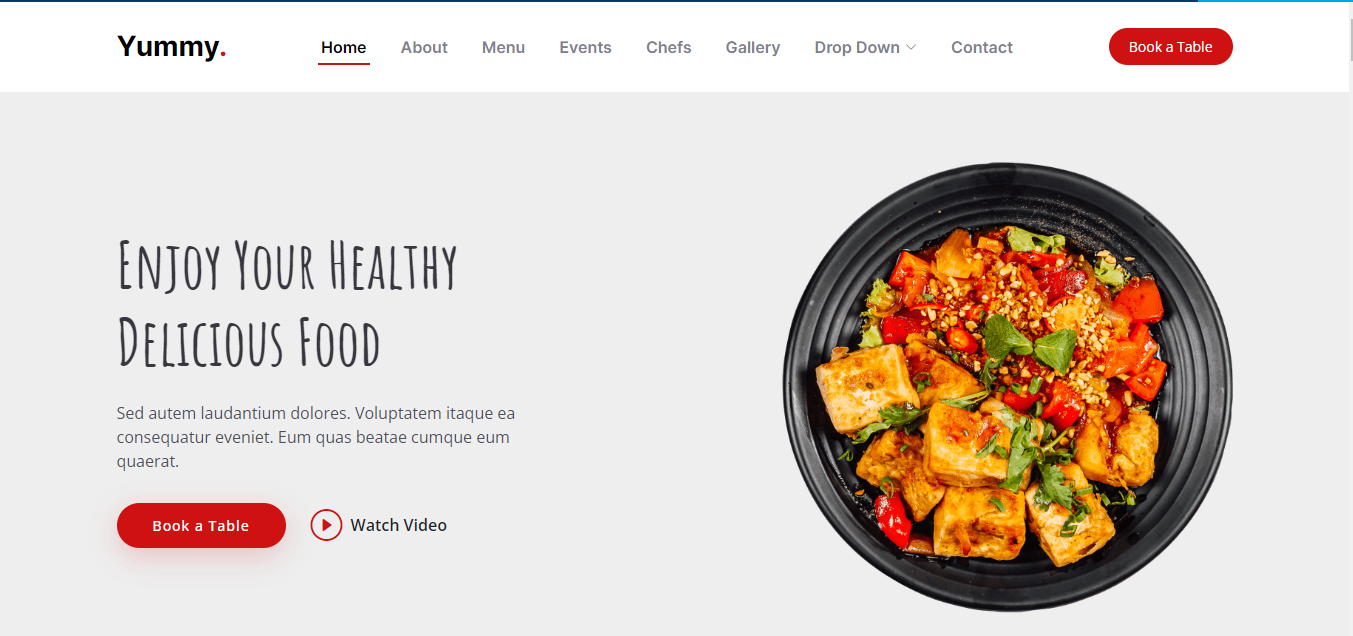 Yummy.
Home About Menu Events Chefs Gallery Drop Down Contact
Book a Table
Enjoy Your Healthy
Delicious Food
Sed autem laudantium dolores. Voluptatem itaque ea
consequatur eveniet. Eum quas beatae cumque eum
quaerat.
Book a Table
Watch Video